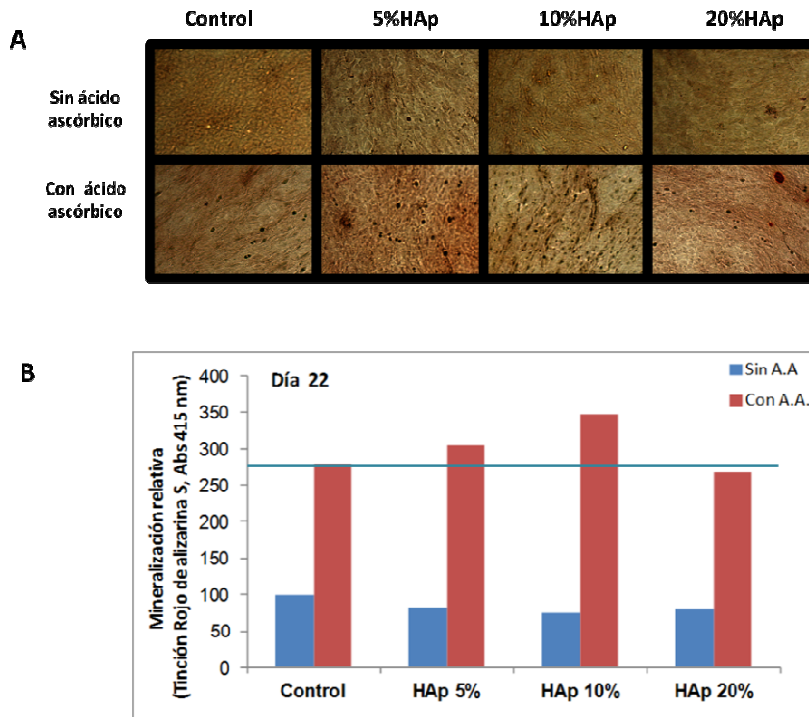 Control 5%HAp 10%HAp 20%HAp
A
Sin ácido
ascórbico
Con ácido
ascórbico
B
Mineralización relativa
(Tinción Rojo de alizarina S, Abs 415 nm)
Día 22
Sin A.A
Con A.A.
400
350
300
250
200
150
100
50
0
Control HAp 5% HAp 10% HAp 20%